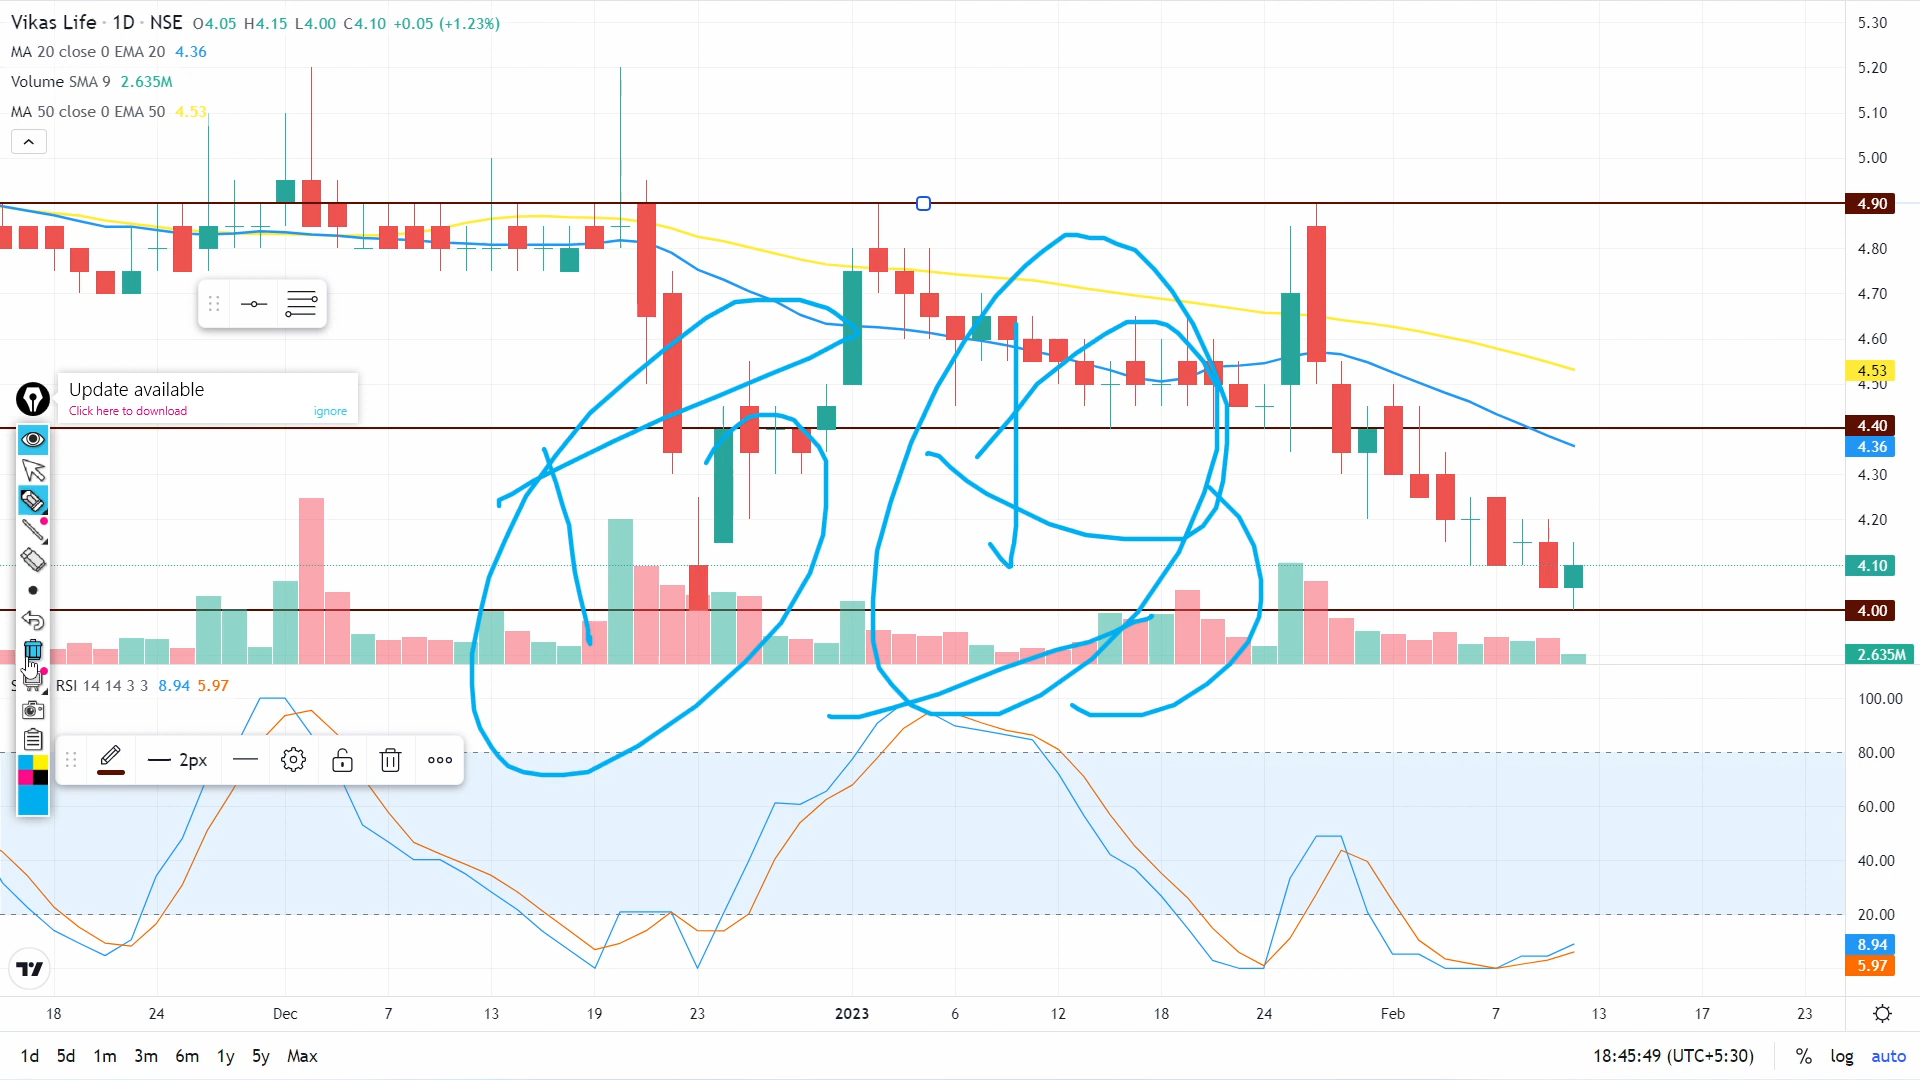 Vikas Life · 1D · NSE O4.05 H4.15 L4.00 C4.10 +0.05 (+1.23%)
MA 20 close 0 EMA 20 4.36
Volume SMA 9 2.635M
MA 50 close 0 EMA 50 4.53
5.30
5.20
5.10
5.00
4.90
4.80
4.70
4.60
4.53
4.50
4.40
4.36
4.30
4.20
4.10
4.00
2.635M
Update available
Click here to download ignore
RSI 14 14 3 3 8.94 5.97
100.00
80.00
60.00
40.00
20.00
8.94
5.97
2px
18 24 Dec 7 13 19 23 2023 6 12 18 24 Feb 7 13 17 23
1d 5d 1m 3m 6m 1y 5y Max 18:45:49 (UTC+5:30) % log auto